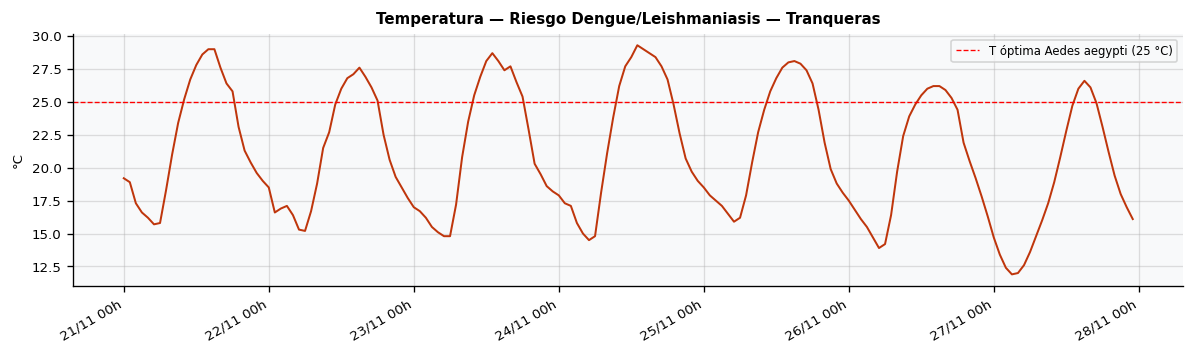 Temperatura — Riesgo Dengue/Leishmaniasis — Tranqueras
T óptima Aedes aegypti (25 °C)
°C
30.0
27.5
25.0
22.5
20.0
17.5
15.0
12.5
21/11 00h
22/11 00h
23/11 00h
24/11 00h
25/11 00h
26/11 00h
27/11 00h
28/11 00h